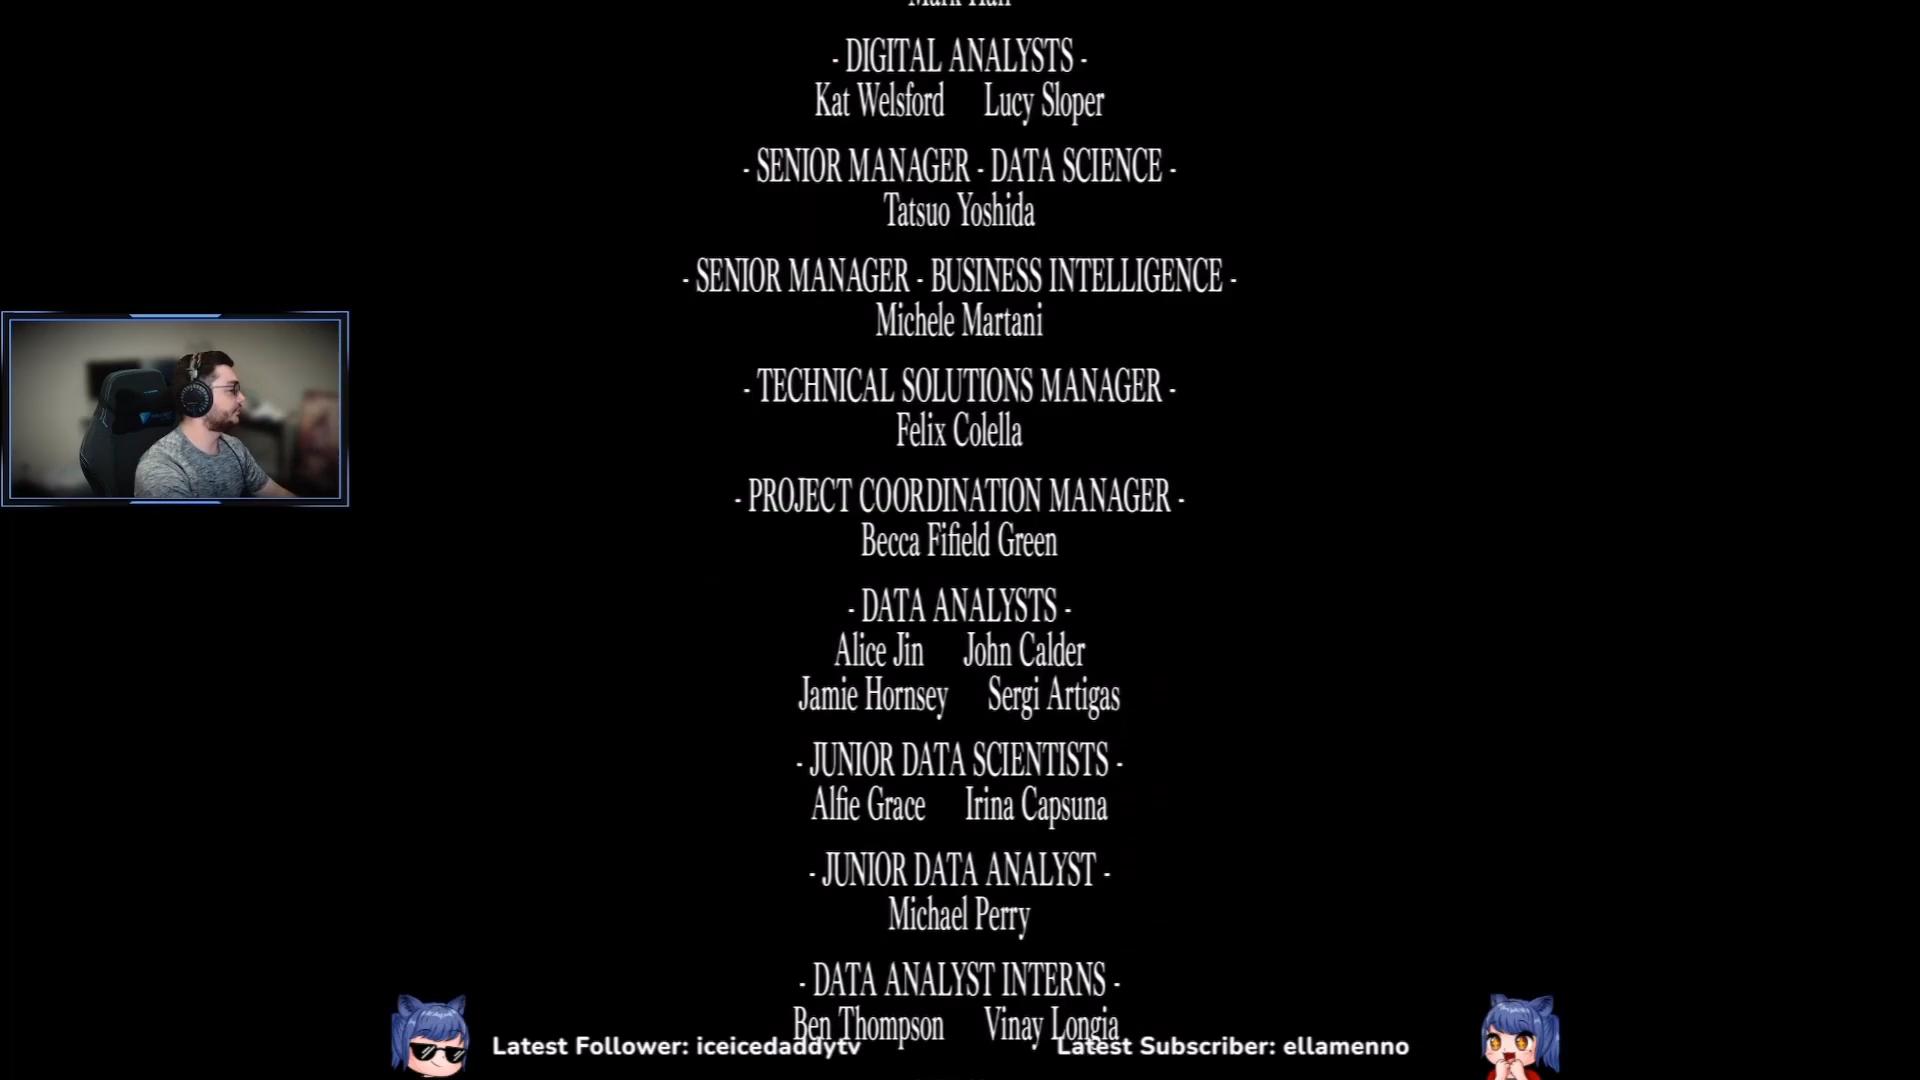 Mark Hall
- DIGITAL ANALYSTS -
Kat Welsford Lucy Sloper
- SENIOR MANAGER - DATA SCIENCE -
Tatsuo Yoshida
- SENIOR MANAGER - BUSINESS INTELLIGENCE -
Michele Martani
- TECHNICAL SOLUTIONS MANAGER -
Felix Colella
- PROJECT COORDINATION MANAGER -
Becca Fifield Green
- DATA ANALYSTS -
Alice Jin John Calder
Jamie Hornsey Sergi Artigas
- JUNIOR DATA SCIENTISTS -
Alfie Grace Irina Capsuna
- JUNIOR DATA ANALYST -
Michael Perry
- DATA ANALYST INTERNS -
Ben Thompson Vinay Longia
Latest Follower: iceicedaddytv Latest Subscriber: ellamenno